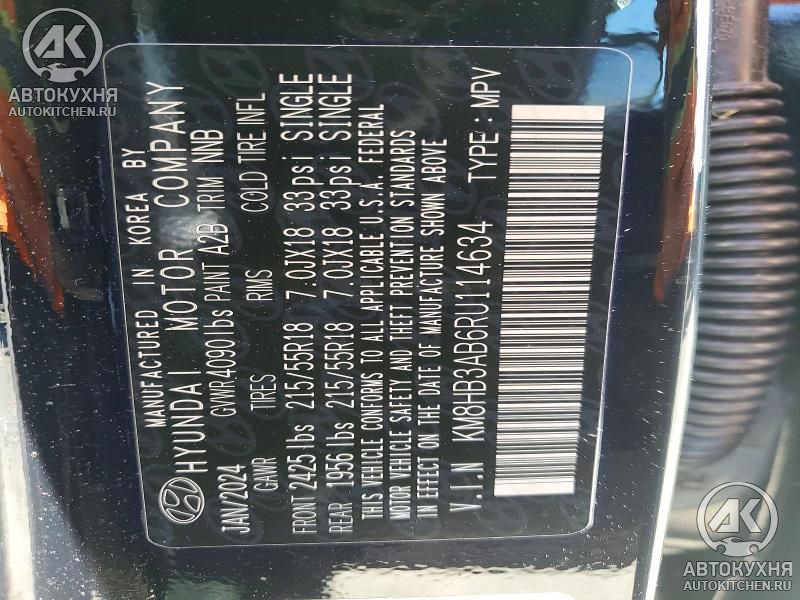 MANUFACTURED IN KOREA BY
HYUNDAI MOTOR COMPANY
JAN/2024 GVWR4090lbs PAINT A2B TRIM NNB
GAWR TIRES RIMS COLD TIRE INFL
FRONT 2425 lbs 215/55R18 7.0JX18 33psi SINGLE
REAR 1956 lbs 215/55R18 7.0JX18 33psi SINGLE
THIS VEHICLE CONFORMS TO ALL APPLICABLE U.S.A. FEDERAL
MOTOR VEHICLE SAFETY AND THEFT PREVENTION STANDARDS
IN EFFECT ON THE DATE OF MANUFACTURE SHOWN ABOVE
V.I.N KM8HB3AB6RU114634 TYPE : MPV
АК
АВТОКУХНЯ
AUTOKITCHEN.RU
АК
АВТОКУХНЯ
AUTOKITCHEN.RU